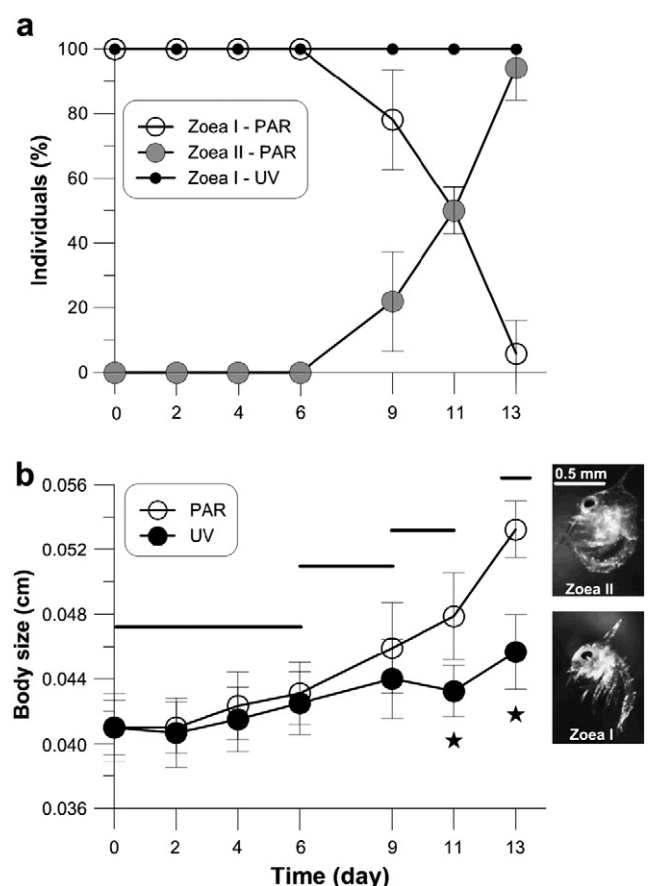 a
100
80
60
40
20
0
Individuals (%)
Zoea I - PAR
Zoea II - PAR
Zoea I - UV
0 2 4 6 9 11 13
b
0.056
0.052
0.048
0.044
0.040
0.036
Body size (cm)
PAR
UV
0 2 4 6 9 11 13
Time (day)
0.5 mm
Zoea II
Zoea I